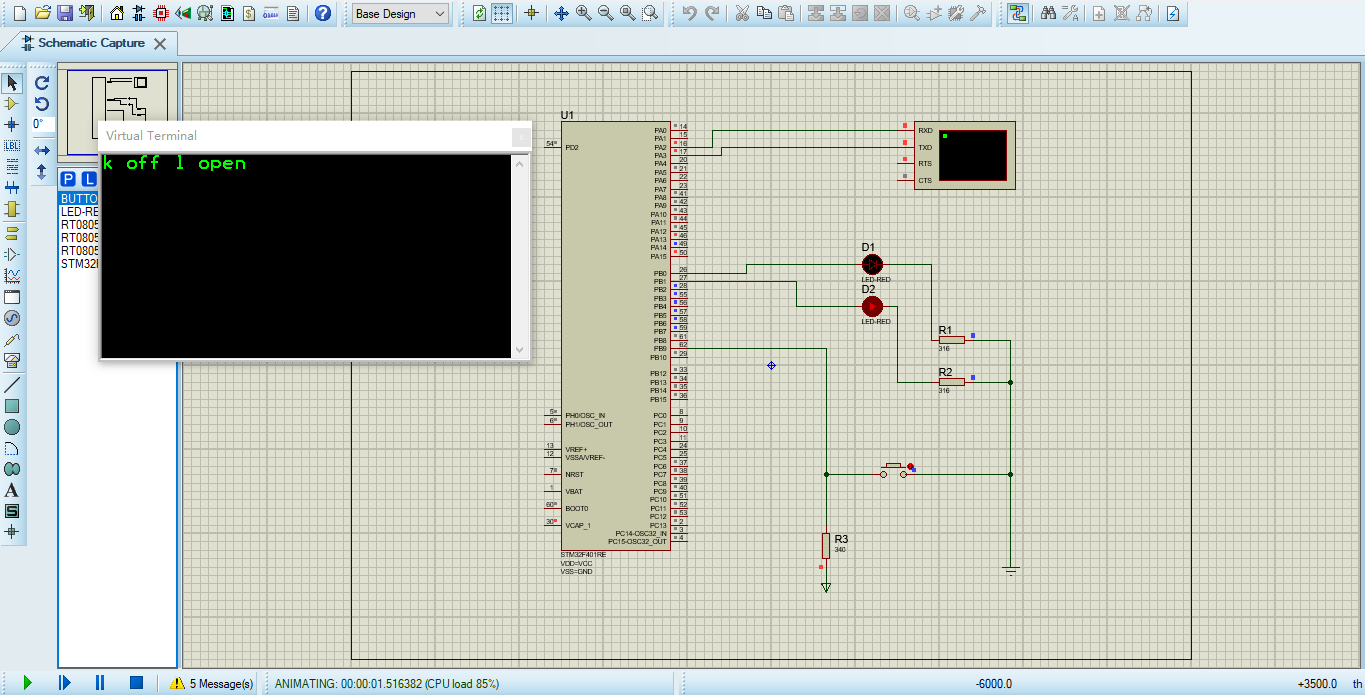 Base Design
Schematic Capture
0°
LBL
P L
BUTTO
LED-RE
RT0805
RT0805
RT0805
STM32F
Virtual Terminal
k off l open
U1
54 PD2
PA0 14
PA1 15
PA2 16
PA3 17
PA4 20
PA5 21
PA6 22
PA7 23
PA8 41
PA9 42
PA10 43
PA11 44
PA12 45
PA13 46
PA14 49
PA15 50
PB0 26
PB1 27
PB2 28
PB3 55
PB4 56
PB5 57
PB6 58
PB7 59
PB8 61
PB9 62
PB10 29
PB12 33
PB13 34
PB14 35
PB15 36
5 PH0/OSC_IN
6 PH1/OSC_OUT
13 VREF+
12 VSSA/VREF-
7 NRST
1 VBAT
60 BOOT0
30 VCAP_1
PC0 8
PC1 9
PC2 10
PC3 11
PC4 24
PC5 25
PC6 37
PC7 38
PC8 39
PC9 40
PC10 51
PC11 52
PC12 53
PC13 2
PC14-OSC32_IN 3
PC15-OSC32_OUT 4
STM32F401RE
VDD=VCC
VSS=GND
RXD
TXD
RTS
CTS
D1
LED-RED
D2
LED-RED
R1
316
R2
316
R3
340
5 Message(s)
ANIMATING: 00:00:01.516382 (CPU load 85%)
-6000.0
+3500.0
th